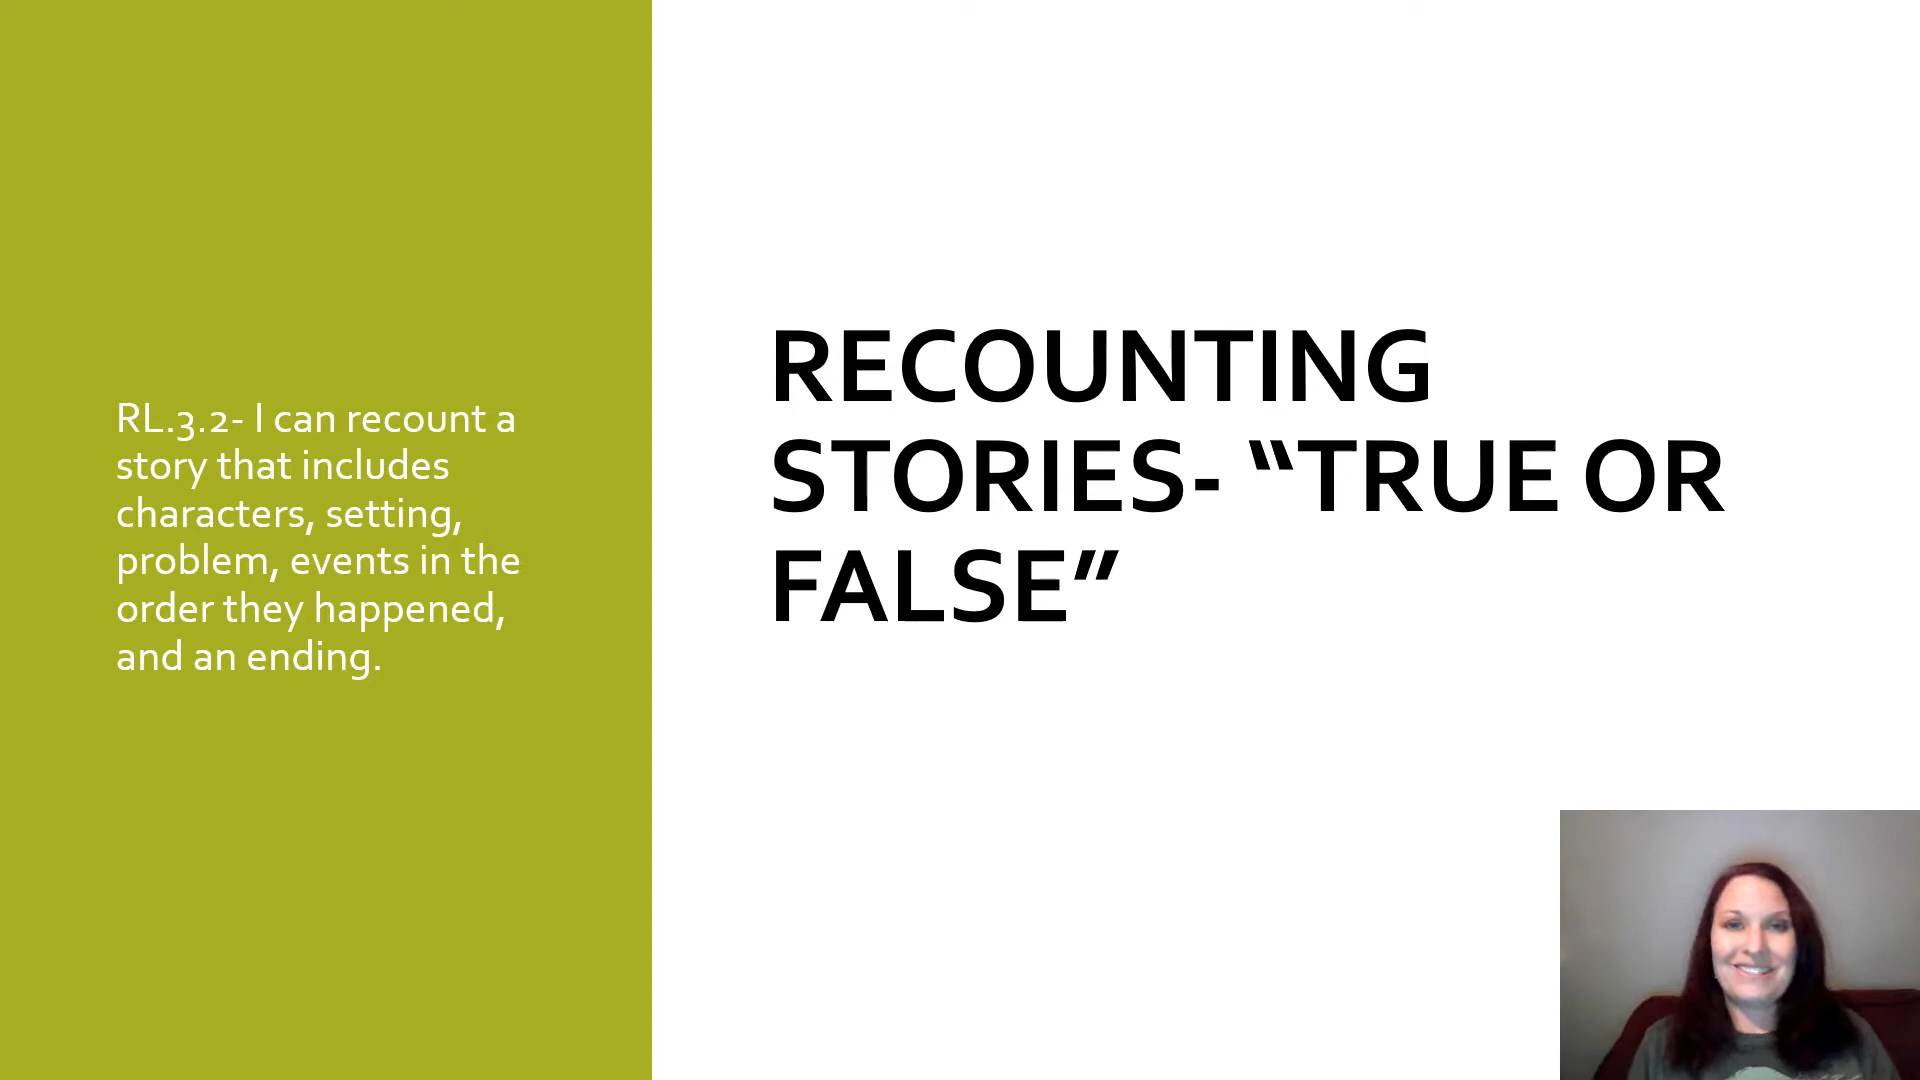 RL.3.2- I can recount a
story that includes
characters, setting,
problem, events in the
order they happened,
and an ending.
RECOUNTING
STORIES- “TRUE OR
FALSE”